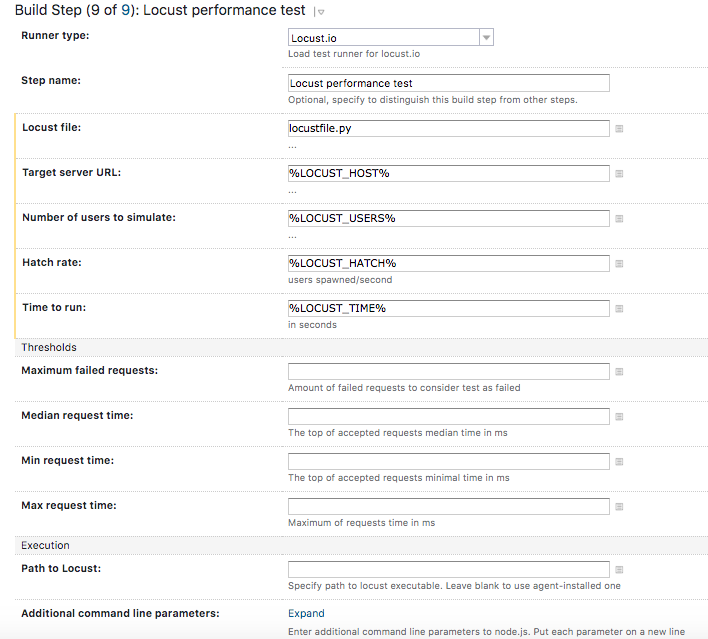 Build Step (9 of 9): Locust performance test
Runner type:
Locust.io
Load test runner for locust.io
Step name:
Locust performance test
Optional, specify to distinguish this build step from other steps.
Locust file:
locustfile.py
...
Target server URL:
%LOCUST_HOST%
...
Number of users to simulate:
%LOCUST_USERS%
...
Hatch rate:
%LOCUST_HATCH%
users spawned/second
Time to run:
%LOCUST_TIME%
in seconds
Thresholds
Maximum failed requests:
Amount of failed requests to consider test as failed
Median request time:
The top of accepted requests median time in ms
Min request time:
The top of accepted requests minimal time in ms
Max request time:
Maximum of requests time in ms
Execution
Path to Locust:
Specify path to locust executable. Leave blank to use agent-installed one
Additional command line parameters:
Expand
Enter additional command line parameters to node.js. Put each parameter on a new line